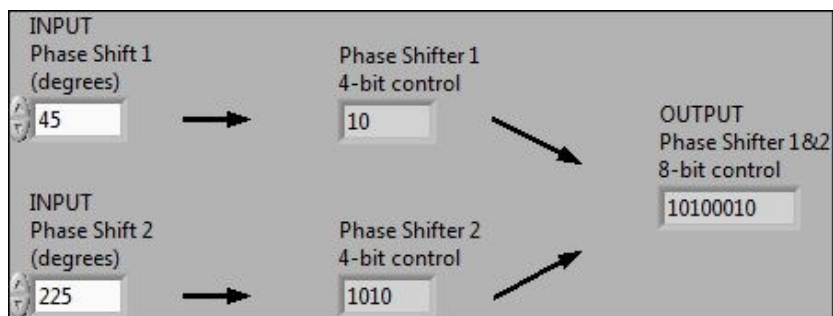 INPUT
Phase Shift 1
(degrees)
45
Phase Shifter 1
4-bit control
10
INPUT
Phase Shift 2
(degrees)
225
Phase Shifter 2
4-bit control
1010
OUTPUT
Phase Shifter 1&2
8-bit control
10100010